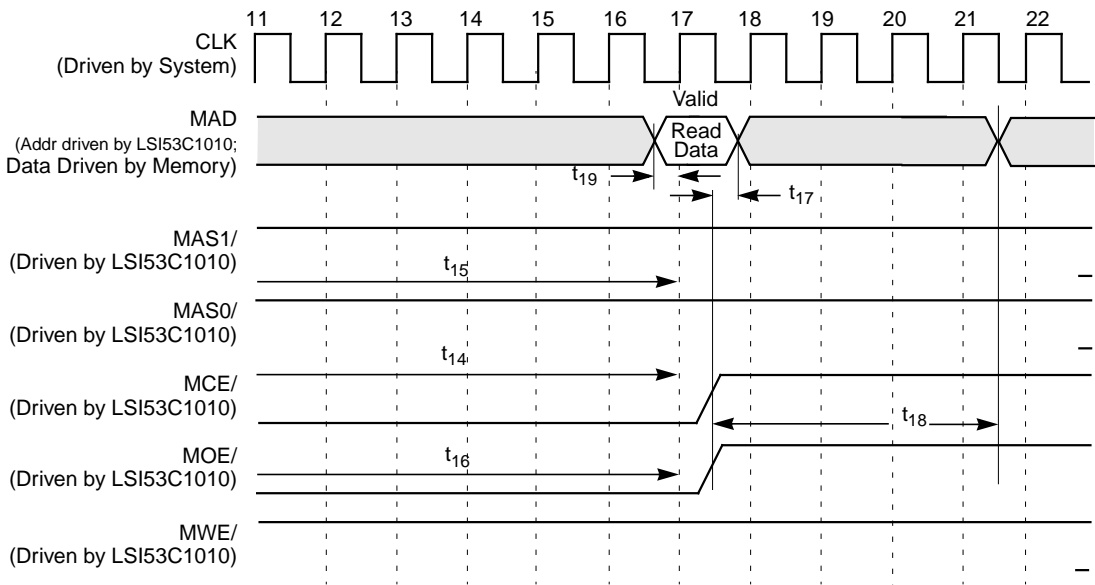 11 12 13 14 15 16 17 18 19 20 21 22
CLK
(Driven by System)
Valid
MAD
(Addr driven by LSI53C1010;
Data Driven by Memory)
Read
Data
t19
t17
MAS1/
(Driven by LSI53C1010)
t15
MAS0/
(Driven by LSI53C1010)
t14
MCE/
(Driven by LSI53C1010)
t18
MOE/
(Driven by LSI53C1010)
t16
MWE/
(Driven by LSI53C1010)